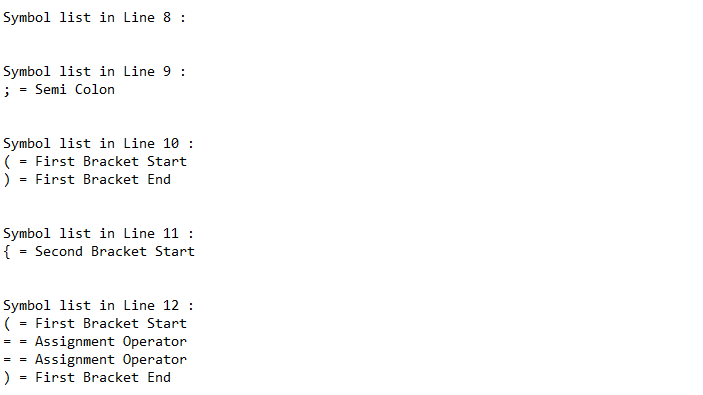 Symbol list in Line 8 :
Symbol list in Line 9 :
; = Semi Colon
Symbol list in Line 10 :
( = First Bracket Start
) = First Bracket End
Symbol list in Line 11 :
{ = Second Bracket Start
Symbol list in Line 12 :
( = First Bracket Start
= = Assignment Operator
= = Assignment Operator
) = First Bracket End